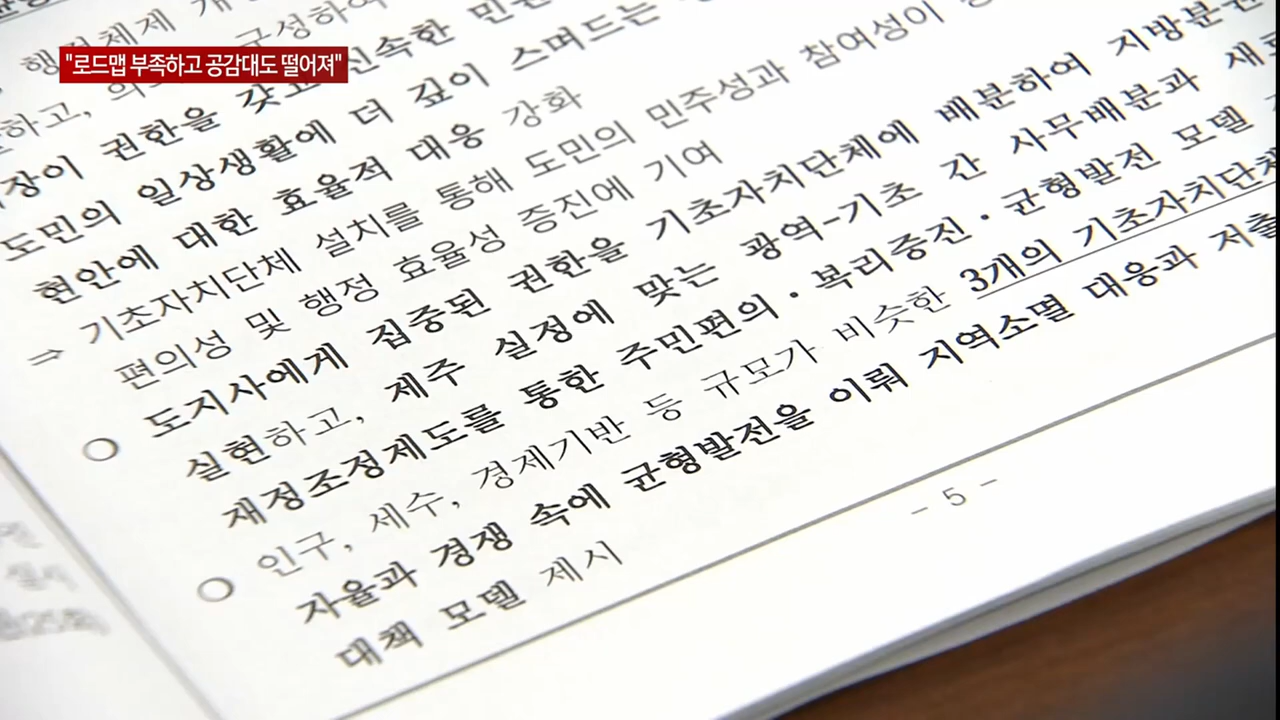 "로드맵 부족하고 공감대도 떨어져"
행정체제
구성하여
신속한 민원
장이 권한을 갖고
도민의 일상생활에 더 깊이 스며드는
현안에 대한 효율적 대응 강화
⇒ 기초자치단체 설치를 통해 도민의 민주성과 참여성이
편의성 및 행정 효율성 증진에 기여
○ 도지사에게 집중된 권한을 기초자치단체에 배분하여 지방분권
실현하고, 제주 실정에 맞는 광역-기초 간 사무배분과
재정조정제도를 통한 주민편의·복리증진·균형발전 모델
○ 인구, 세수, 경제기반 등 규모가 비슷한 3개의 기초자치단체
자율과 경쟁 속에 균형발전을 이뤄 지역소멸 대응과
대책 모델 제시
- 5 -